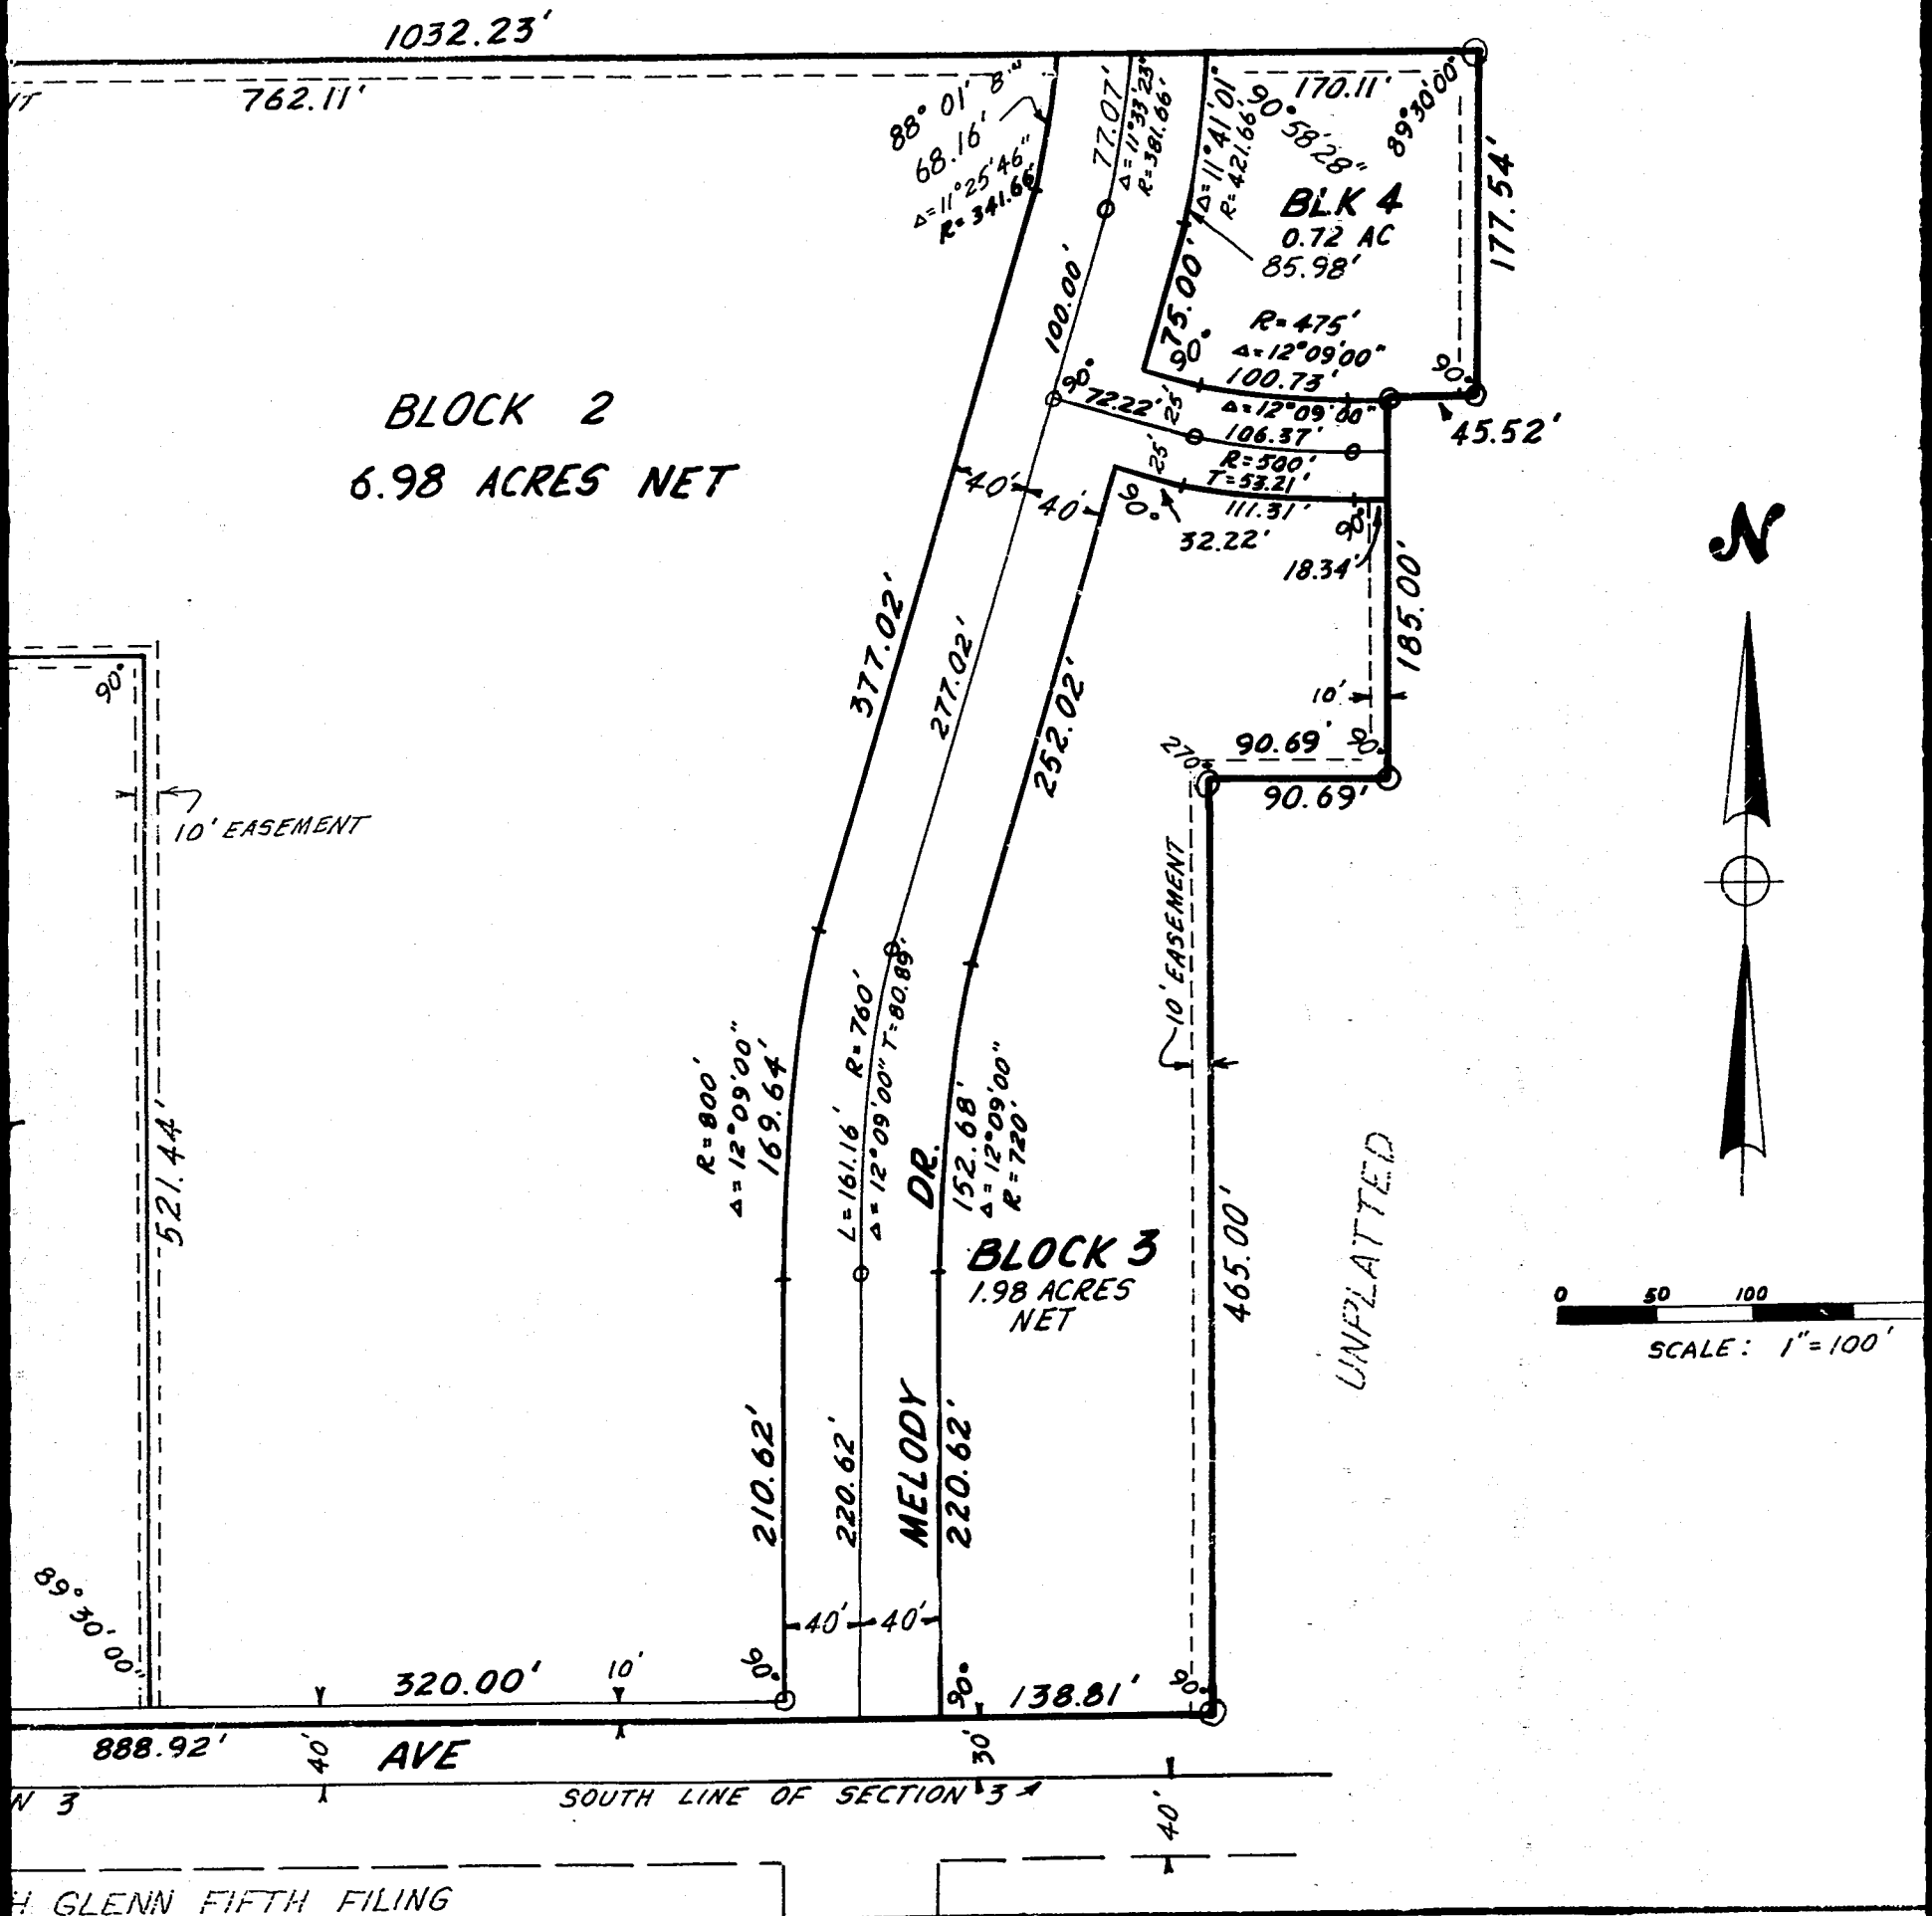 1032.23'
762.11'
88° 01' 8"
68.16'
Δ=11°25'46"
R=341.66'
77.07'
Δ=11°33'23"
R=381.66'
Δ=11°41'01"
R=421.66'
170.11'
90°58'28"
89°30'00"
177.54'
BLK 4
0.72 AC
85.98'
75.00'
90°
100.00'
R=475'
Δ=12°09'00"
100.73'
90°
45.52'
90°
72.22'
25'
Δ=12°09'00"
106.37'
R=500'
T=53.21'
25'
111.31'
90°
32.22'
90°
18.34'
185.00'
BLOCK 2
6.98 ACRES NET
40'
40'
N
377.02'
277.02'
252.02'
10'
90°
90.69'
270°
90.69'
90°
10' EASEMENT
10' EASEMENT
521.44'
R=800'
Δ=12°09'00"
169.64'
L=161.16' R=760'
Δ=12°09'00" T=80.89'
152.68'
Δ=12°09'00"
R=720'
MELODY DR.
BLOCK 3
1.98 ACRES
NET
465.00'
UNPLATTED
0 50 100
SCALE: 1"=100'
210.62'
220.62'
220.62'
40'
40'
89°30'00"
320.00'
10'
90°
90°
138.81'
90°
888.92'
40'
AVE
30'
N 3
SOUTH LINE OF SECTION 3
40'
H GLENN FIFTH FILING